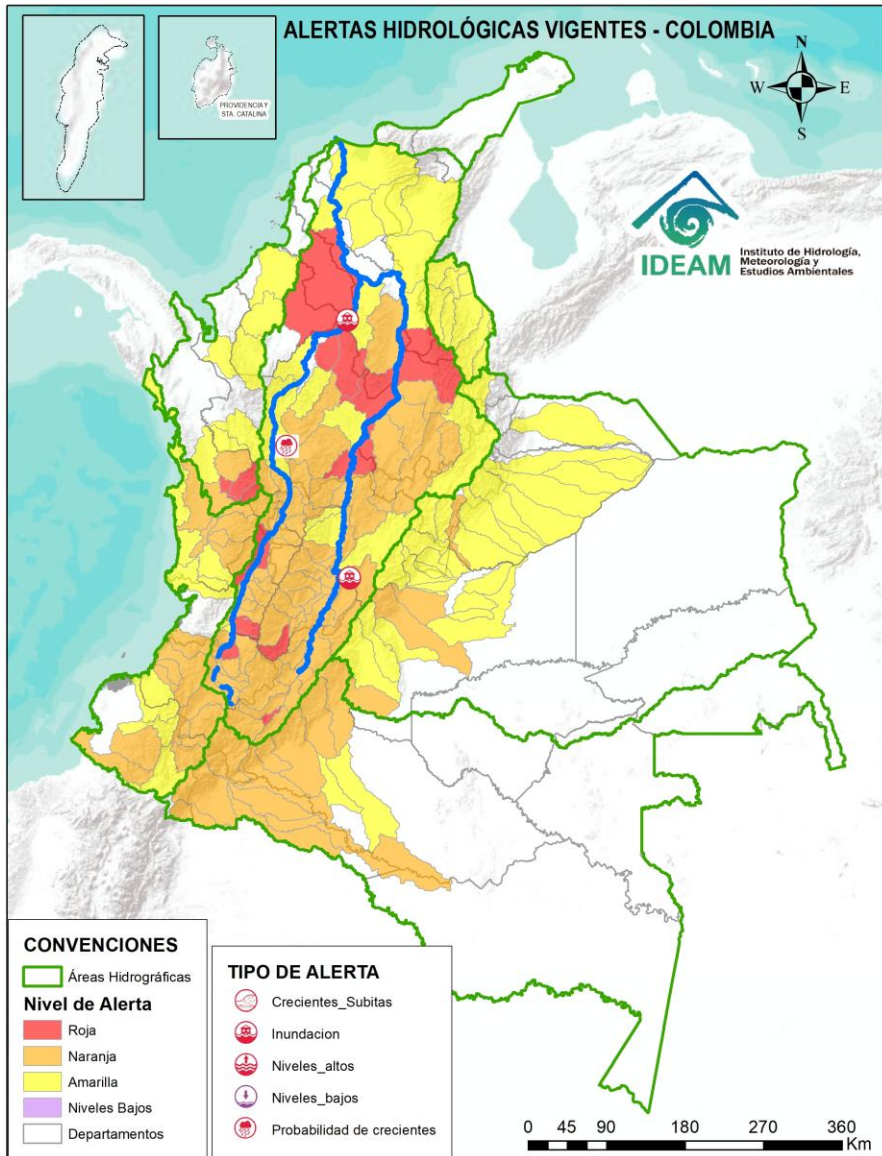 ALERTAS HIDROLÓGICAS VIGENTES - COLOMBIA
PROVIDENCIA Y
STA. CATALINA
N
W
E
S
IDEAM
Instituto de Hidrología,
Meteorología y
Estudios Ambientales
CONVENCIONES
Áreas Hidrográficas
Nivel de Alerta
Roja
Naranja
Amarilla
Niveles Bajos
Departamentos
TIPO DE ALERTA
Crecientes_Subitas
Inundacion
Niveles_altos
Niveles_bajos
Probabilidad de crecientes
0 45 90 180 270 360
Km